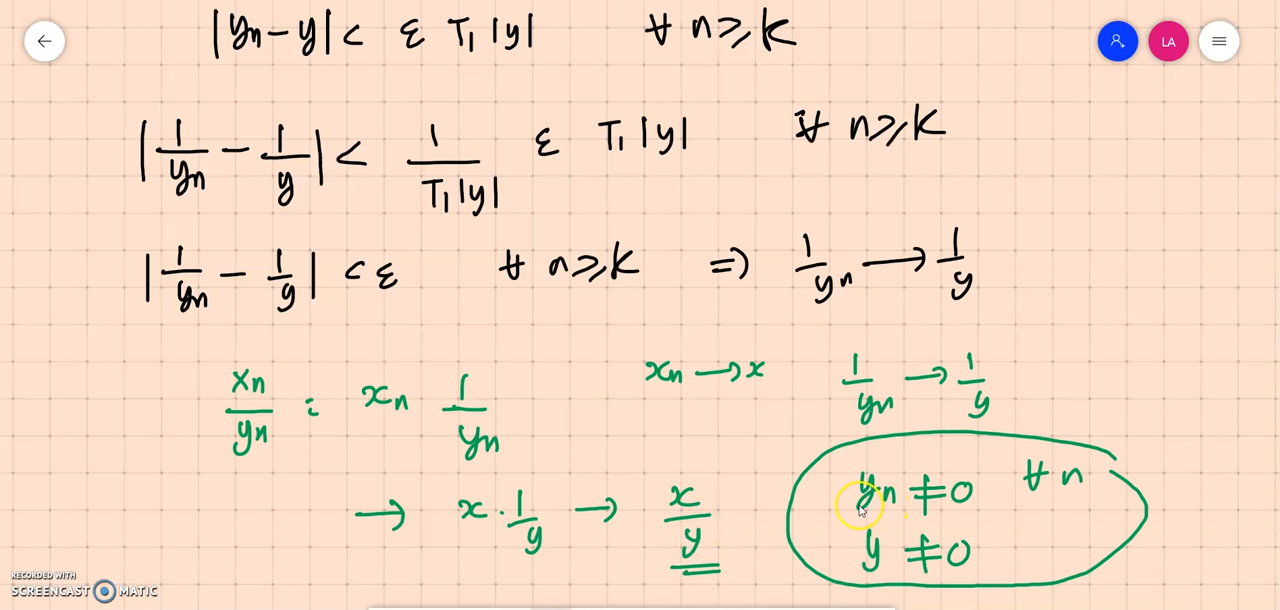 |yn − y| < ε T₁ |y| ∀ n ≥ K
LA
|1/yn − 1/y| < 1/(T₁|y|) ε T₁ |y| ∀ n ≥ K
|1/yn − 1/y| < ε ∀ n ≥ K ⇒ 1/yn → 1/y
xn/yn = xn 1/yn xn → x 1/yn → 1/y
→ x · 1/y → x/y
yn ≠ 0 ∀ n
y ≠ 0
RECORDED WITH
SCREENCAST MATIC